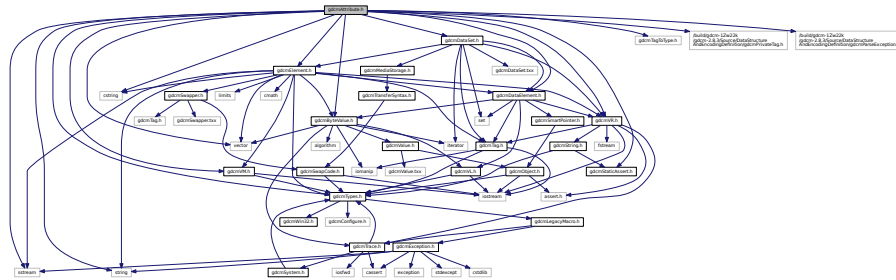 gdcmAttribute.h
gdcmDataSet.h
gdcmTagToType.h
/build/gdcm-1Zw22k
/gdcm-2.8.3/Source/DataStructure
AndEncodingDefinition/gdcmPrivateTag.h
/build/gdcm-1Zw22k
/gdcm-2.8.3/Source/DataStructure
AndEncodingDefinition/gdcmParseException.h
gdcmElement.h
gdcmMediaStorage.h
gdcmDataSet.txx
cstring
gdcmSwapper.h
limits
cmath
gdcmTransferSyntax.h
gdcmDataElement.h
gdcmTag.h
gdcmSwapper.txx
gdcmByteValue.h
set
gdcmSmartPointer.h
gdcmVR.h
vector
algorithm
gdcmValue.h
iterator
gdcmTag.h
gdcmString.h
fstream
gdcmVM.h
gdcmSwapCode.h
iomanip
gdcmValue.txx
gdcmVL.h
gdcmObject.h
gdcmStaticAssert.h
gdcmTypes.h
iostream
assert.h
gdcmWin32.h
gdcmConfigure.h
gdcmLegacyMacro.h
gdcmTrace.h
gdcmException.h
sstream
string
gdcmSystem.h
iosfwd
cassert
exception
stdexcept
cstdlib